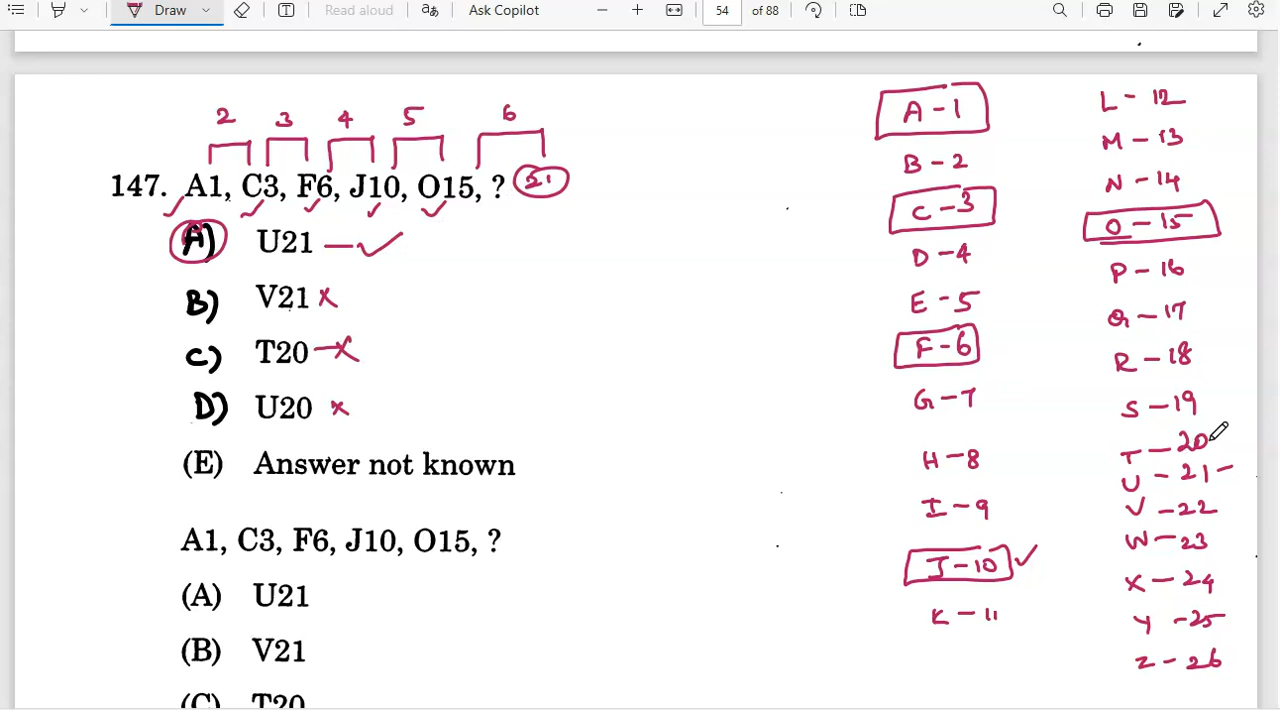 Draw
Read aloud
Ask Copilot
54 of 88
2 3 4 5 6
147. A1, C3, F6, J10, O15, ? 21
A) U21
B) V21 x
C) T20 x
D) U20 x
(E) Answer not known
A1, C3, F6, J10, O15, ?
(A) U21
(B) V21
(C) T20
A - 1
B - 2
C - 3
D - 4
E - 5
F - 6
G - 7
H - 8
I - 9
J - 10
K - 11
L - 12
M - 13
N - 14
O - 15
P - 16
Q - 17
R - 18
S - 19
T - 20
U - 21
V - 22
W - 23
X - 24
Y - 25
Z - 26